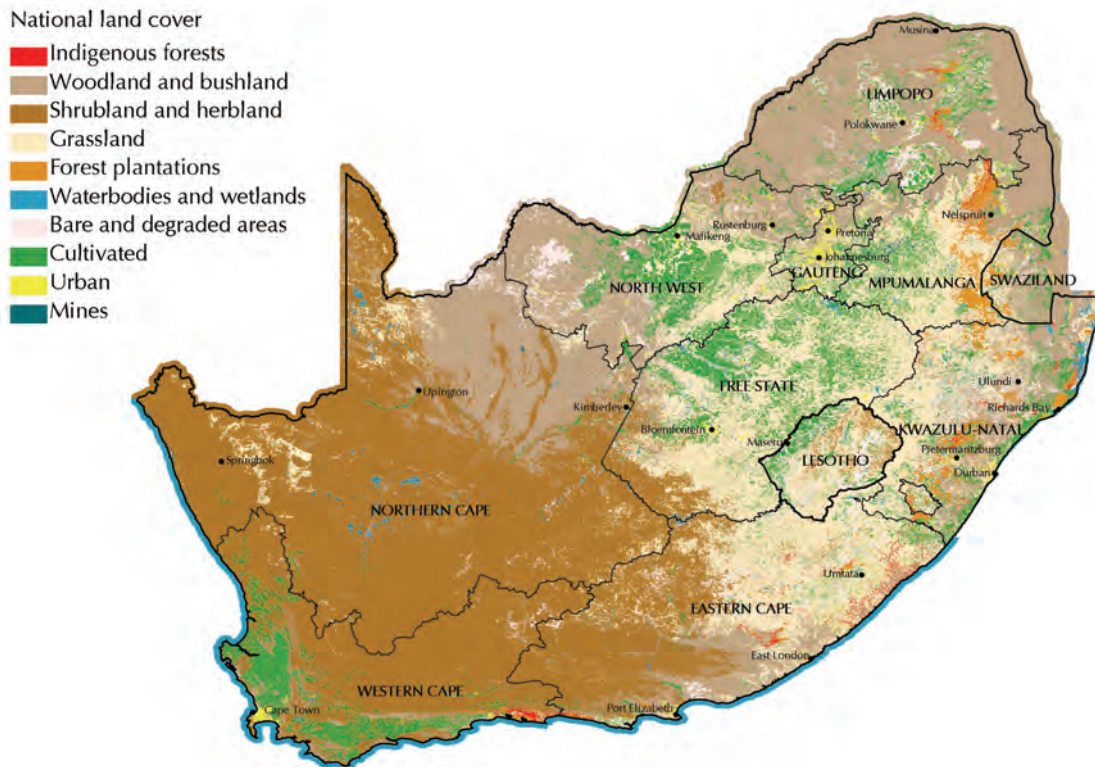 National land cover
Indigenous forests
Woodland and bushland
Shrubland and herbland
Grassland
Forest plantations
Waterbodies and wetlands
Bare and degraded areas
Cultivated
Urban
Mines
Musina
LIMPOPO
Polokwane
Nelspruit
Rustenburg
Pretoria
Mafikeng
Johannesburg
GAUTENG
MPUMALANGA
SWAZILAND
NORTH WEST
FREE STATE
Ulundi
Upington
Kimberley
Richards Bay
Bloemfontein
KWAZULU-NATAL
Maseru
LESOTHO
Pietermaritzburg
Durban
Springbok
NORTHERN CAPE
Umtata
EASTERN CAPE
East London
WESTERN CAPE
Port Elizabeth
Cape Town